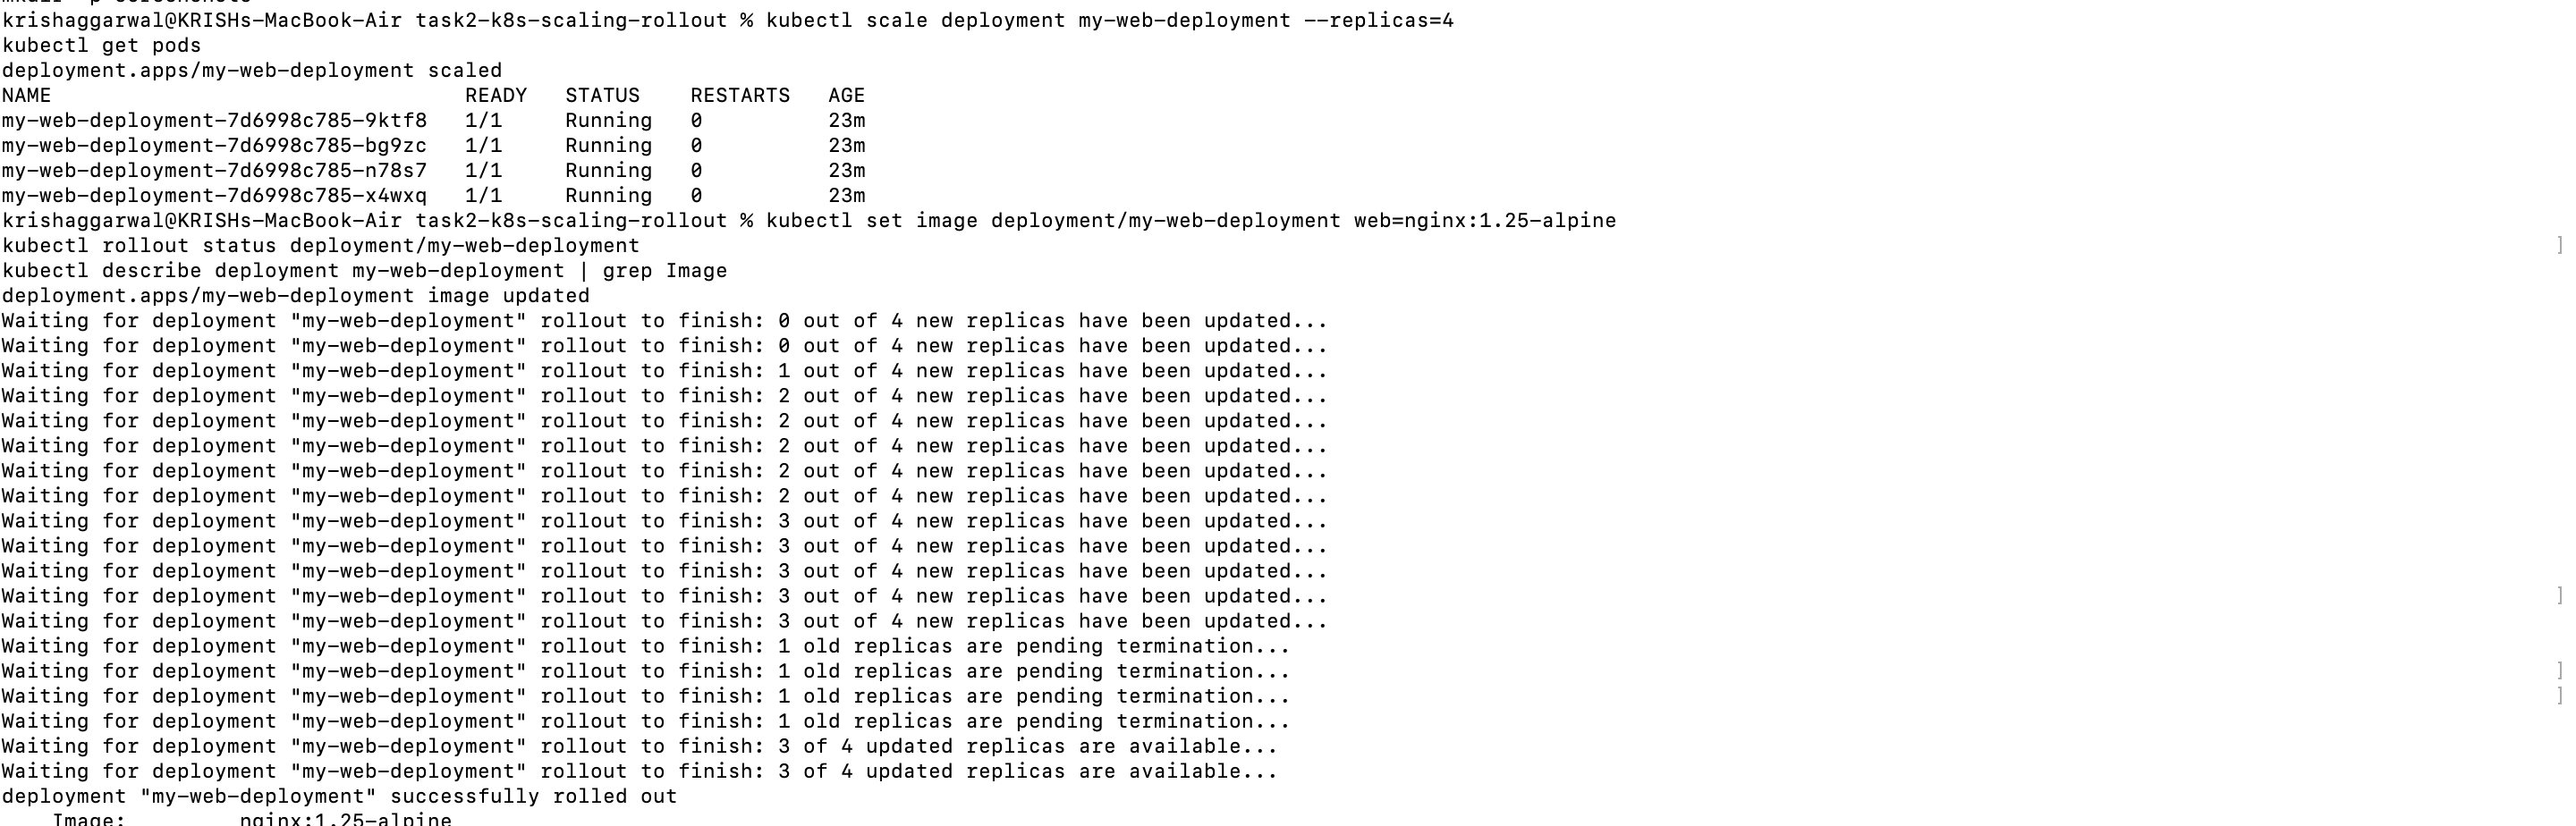 mkdir -p screenshots
krishaggarwal@KRISHs-MacBook-Air task2-k8s-scaling-rollout % kubectl scale deployment my-web-deployment --replicas=4
kubectl get pods
deployment.apps/my-web-deployment scaled
NAME READY STATUS RESTARTS AGE
my-web-deployment-7d6998c785-9ktf8 1/1 Running 0 23m
my-web-deployment-7d6998c785-bg9zc 1/1 Running 0 23m
my-web-deployment-7d6998c785-n78s7 1/1 Running 0 23m
my-web-deployment-7d6998c785-x4wxq 1/1 Running 0 23m
krishaggarwal@KRISHs-MacBook-Air task2-k8s-scaling-rollout % kubectl set image deployment/my-web-deployment web=nginx:1.25-alpine
kubectl rollout status deployment/my-web-deployment ]
kubectl describe deployment my-web-deployment | grep Image
deployment.apps/my-web-deployment image updated
Waiting for deployment "my-web-deployment" rollout to finish: 0 out of 4 new replicas have been updated...
Waiting for deployment "my-web-deployment" rollout to finish: 0 out of 4 new replicas have been updated...
Waiting for deployment "my-web-deployment" rollout to finish: 1 out of 4 new replicas have been updated...
Waiting for deployment "my-web-deployment" rollout to finish: 2 out of 4 new replicas have been updated...
Waiting for deployment "my-web-deployment" rollout to finish: 2 out of 4 new replicas have been updated...
Waiting for deployment "my-web-deployment" rollout to finish: 2 out of 4 new replicas have been updated...
Waiting for deployment "my-web-deployment" rollout to finish: 2 out of 4 new replicas have been updated...
Waiting for deployment "my-web-deployment" rollout to finish: 2 out of 4 new replicas have been updated...
Waiting for deployment "my-web-deployment" rollout to finish: 3 out of 4 new replicas have been updated...
Waiting for deployment "my-web-deployment" rollout to finish: 3 out of 4 new replicas have been updated...
Waiting for deployment "my-web-deployment" rollout to finish: 3 out of 4 new replicas have been updated...
Waiting for deployment "my-web-deployment" rollout to finish: 3 out of 4 new replicas have been updated... ]
Waiting for deployment "my-web-deployment" rollout to finish: 3 out of 4 new replicas have been updated...
Waiting for deployment "my-web-deployment" rollout to finish: 1 old replicas are pending termination...
Waiting for deployment "my-web-deployment" rollout to finish: 1 old replicas are pending termination... ]
Waiting for deployment "my-web-deployment" rollout to finish: 1 old replicas are pending termination... ]
Waiting for deployment "my-web-deployment" rollout to finish: 1 old replicas are pending termination...
Waiting for deployment "my-web-deployment" rollout to finish: 3 of 4 updated replicas are available...
Waiting for deployment "my-web-deployment" rollout to finish: 3 of 4 updated replicas are available...
deployment "my-web-deployment" successfully rolled out
Image: nginx:1.25-alpine